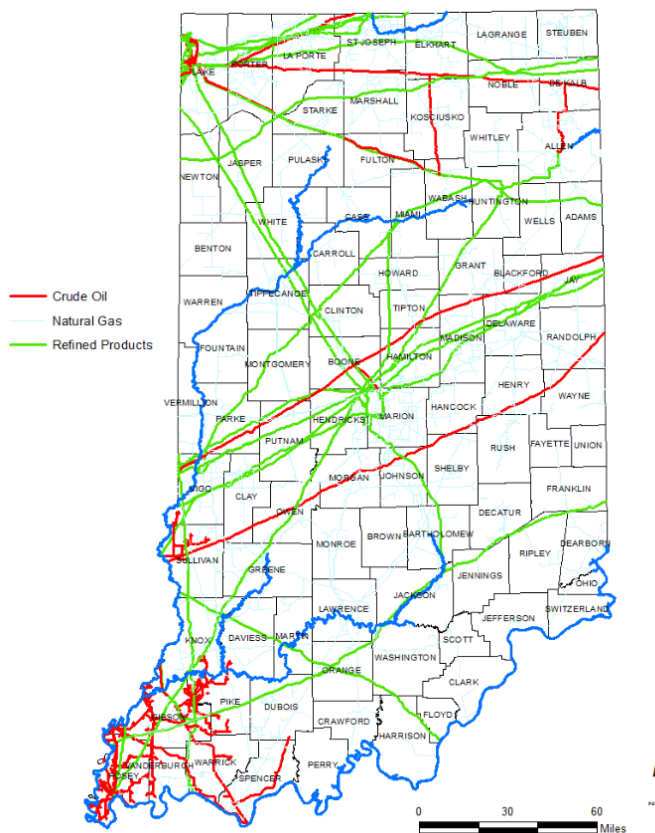 STEUBEN
LAGRANGE
ST JOSEPH
ELKHART
LA PORTE
PORTER
LAKE
NOBLE
DE KALB
MARSHALL
STARKE
KOSCIUSKO
WHITLEY
ALLEN
JASPER
PULASKI
FULTON
NEWTON
WABASH
HUNTINGTON
MIAMI
CASS
WHITE
WELLS
ADAMS
BENTON
CARROLL
GRANT
HOWARD
BLACKFORD
JAY
Crude Oil
Natural Gas
Refined Products
WARREN
TIPPECANOE
CLINTON
TIPTON
DELAWARE
RANDOLPH
FOUNTAIN
MADISON
MONTGOMERY
BOONE
HAMILTON
HENRY
WAYNE
VERMILLION
PARKE
HENDRICKS
MARION
HANCOCK
PUTNAM
RUSH
FAYETTE
UNION
VIGO
CLAY
MORGAN
JOHNSON
SHELBY
FRANKLIN
OWEN
DECATUR
SULLIVAN
GREENE
MONROE
BROWN
BARTHOLOMEW
DEARBORN
RIPLEY
JENNINGS
OHIO
LAWRENCE
JACKSON
JEFFERSON
SWITZERLAND
KNOX
DAVIESS
MARTIN
SCOTT
ORANGE
WASHINGTON
CLARK
GIBSON
PIKE
DUBOIS
CRAWFORD
FLOYD
HARRISON
POSEY
VANDERBURGH
WARRICK
SPENCER
PERRY
0 30 60
Miles